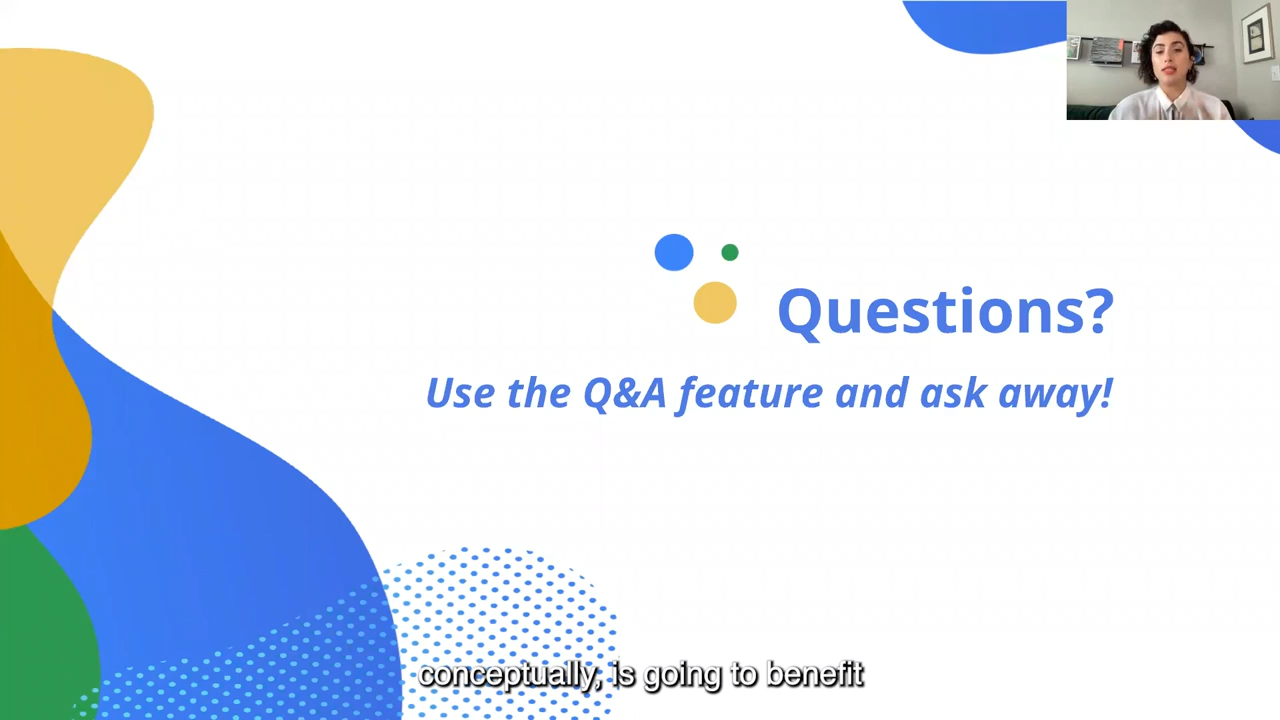 Questions?
Use the Q&A feature and ask away!
conceptually, is going to benefit